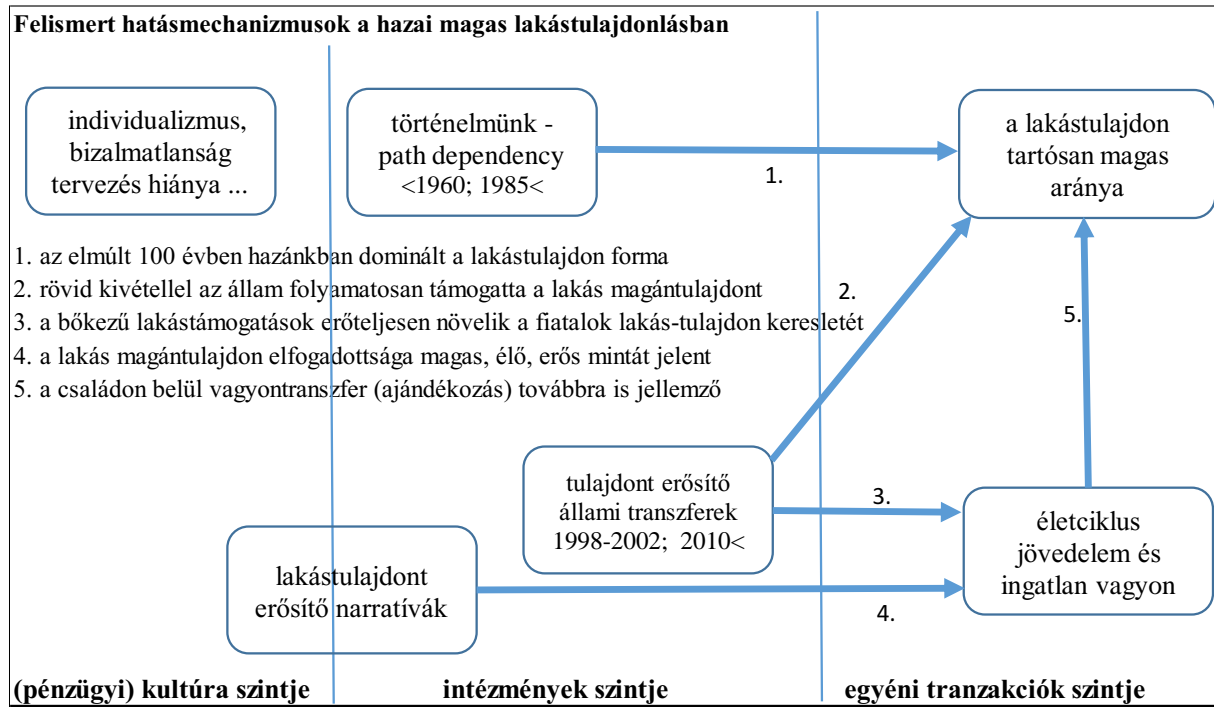 Felismert hatásmechanizmusok a hazai magas lakástulajdonlásban
individualizmus,
bizalmatlanság
tervezés hiánya ...
történelmünk -
path dependency
<1960; 1985<
a lakástulajdon
tartósan magas
aránya
1.
1. az elmúlt 100 évben hazánkban dominált a lakástulajdon forma
2. rövid kivétellel az állam folyamatosan támogatta a lakás magántulajdont
3. a bőkezű lakástámogatások erőteljesen növelik a fiatalok lakás-tulajdon keresletét
4. a lakás magántulajdon elfogadottsága magas, élő, erős mintát jelent
5. a családon belül vagyontranszfer (ajándékozás) továbbra is jellemző
2.
5.
tulajdont erősítő
állami transzferek
1998-2002; 2010<
3.
életciklus
jövedelem és
ingatlan vagyon
lakástulajdont
erősítő narratívák
4.
(pénzügyi) kultúra szintje
intézmények szintje
egyéni tranzakciók szintje